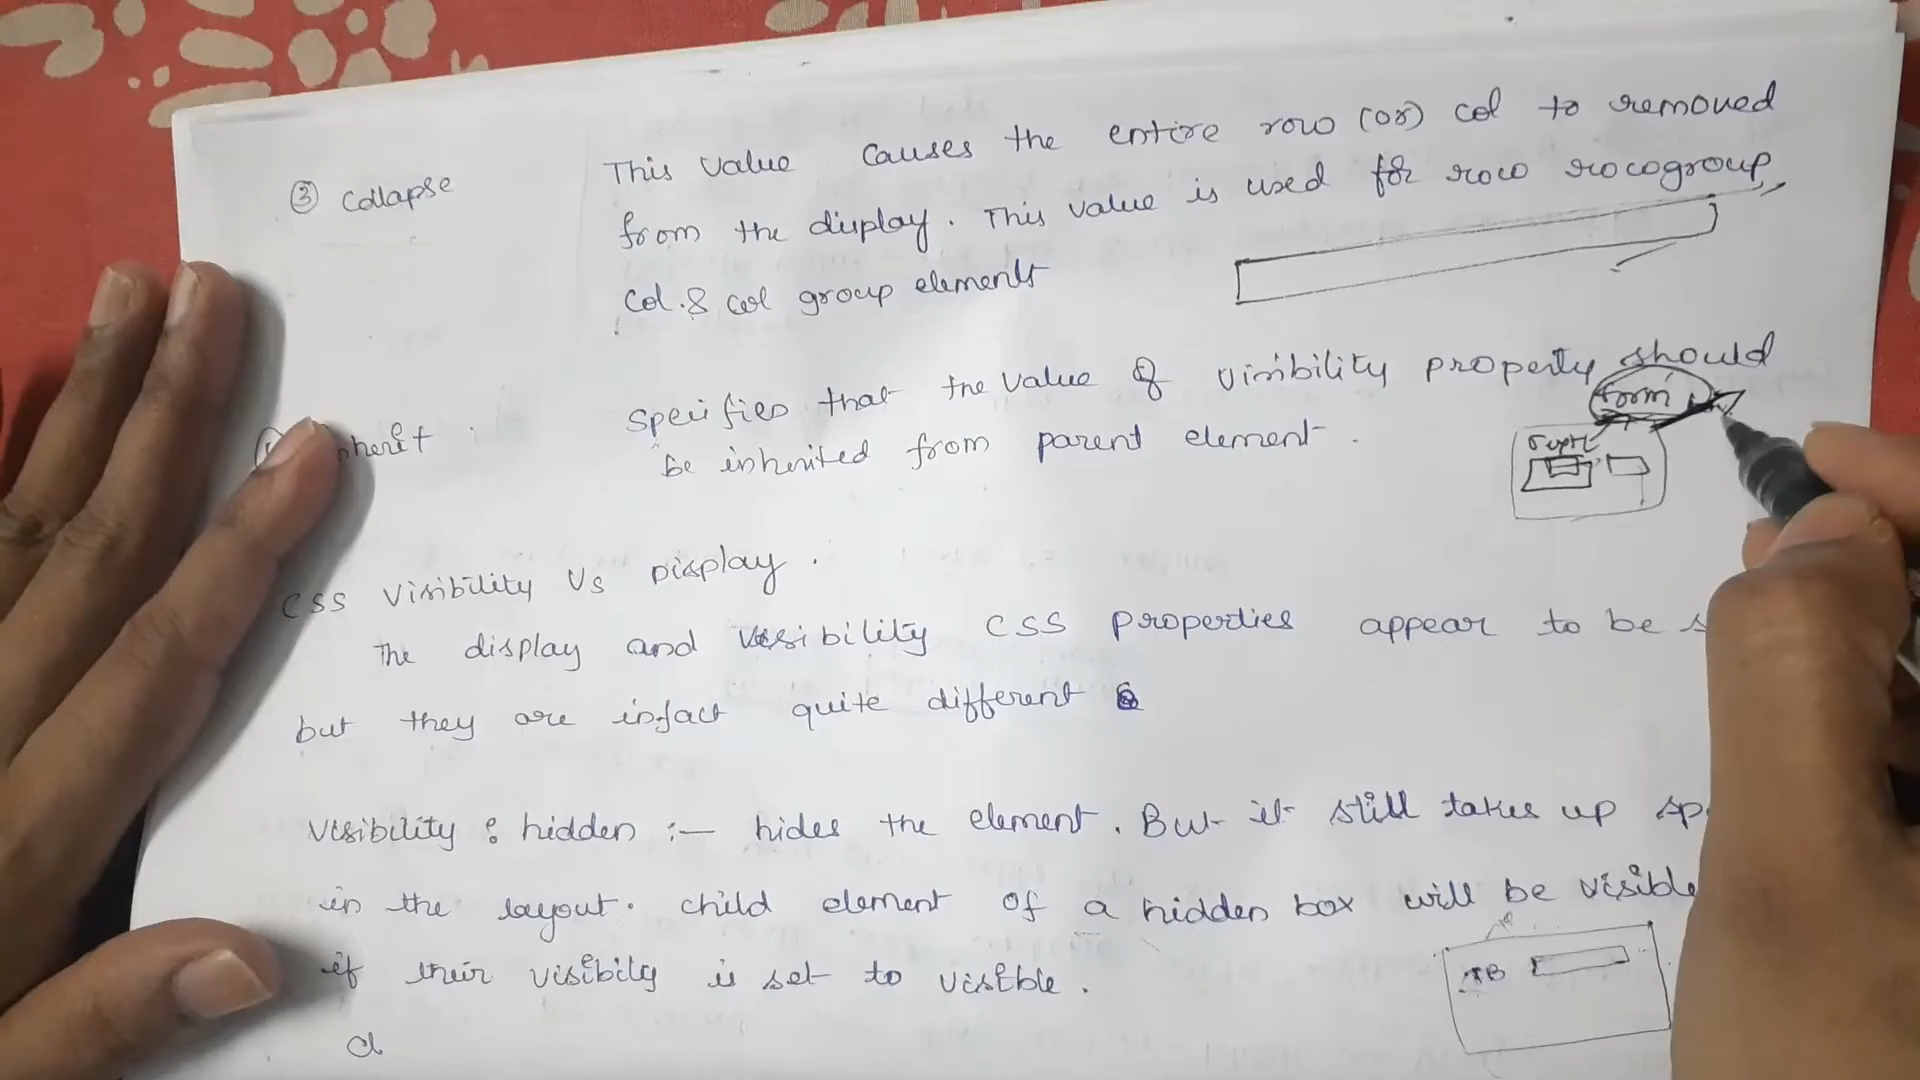 ③ Collapse
This value causes the entire row (or) col to removed
from the display. This value is used for row rowgroup,
col. & col group elements
inherit :
specifies that the value of visibility property should
be inherited from parent element.
form
CSS Visibility Vs Display.
The display and visibility CSS properties appear to be
but they are infact quite different
Visibility : hidden :- hides the element. But it still takes up
in the layout. child element of a hidden box will be visible
if their visibility is set to visible.
TB
d